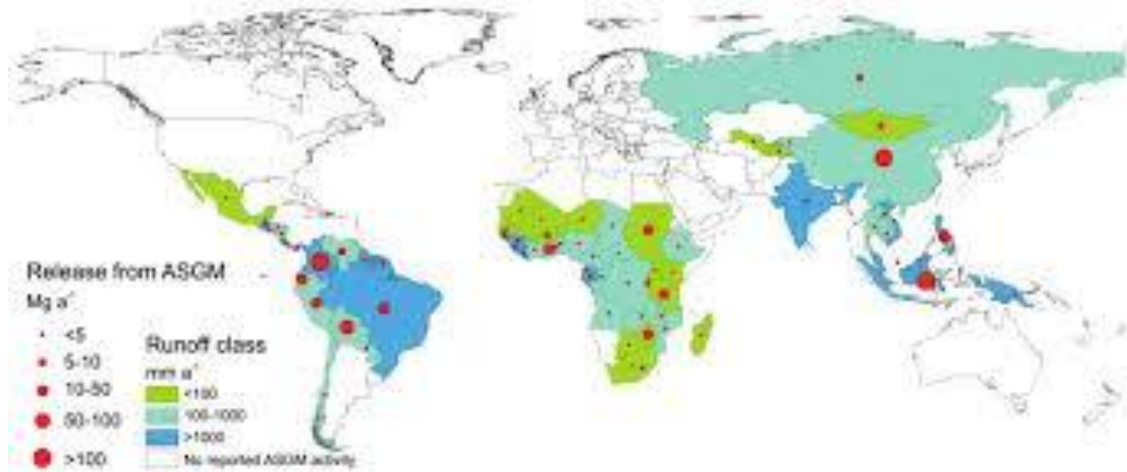 Release from ASGM
Mg a⁻¹
<5
5-10
10-50
50-100
>100
Runoff class
mm a⁻¹
<100
100-1000
>1000
No reported ASGM activity